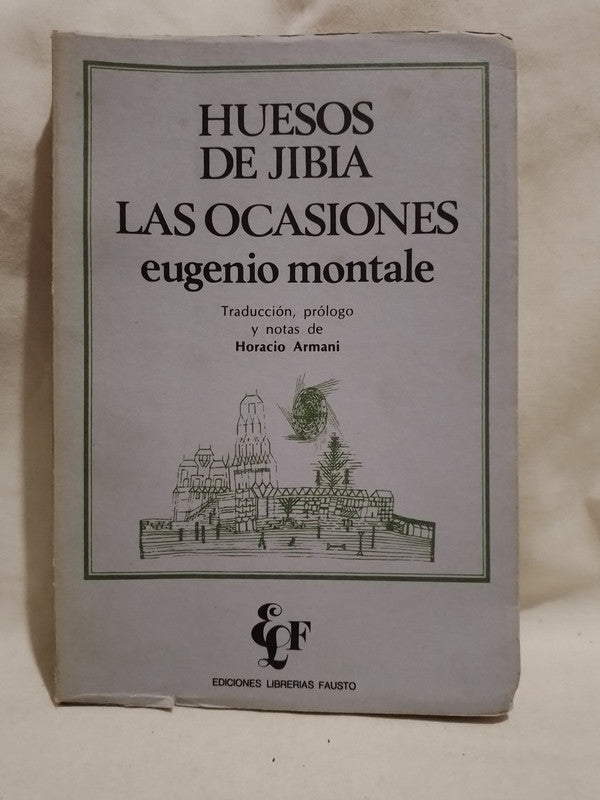 HUESOS
DE JIBIA
LAS OCASIONES
eugenio montale
Traducción, prólogo
y notas de
Horacio Armani
ELF
EDICIONES LIBRERIAS FAUSTO